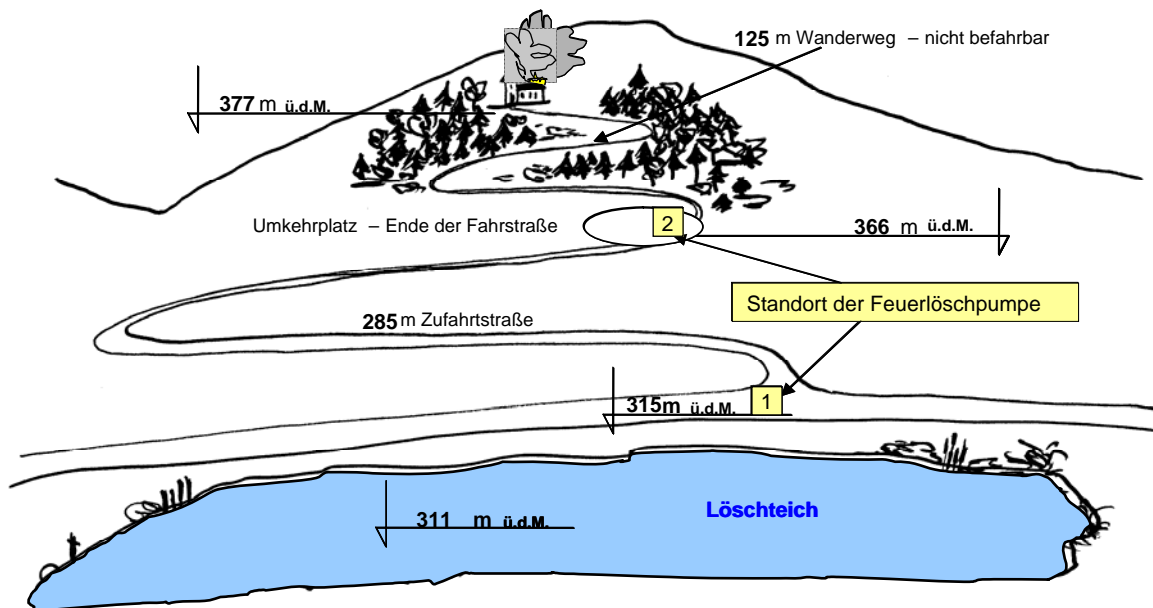 125 m Wanderweg – nicht befahrbar
377 m ü.d.M.
Umkehrplatz – Ende der Fahrstraße
2
366 m ü.d.M.
Standort der Feuerlöschpumpe
285 m Zufahrtstraße
315m ü.d.M.
1
Löschteich
311 m ü.d.M.